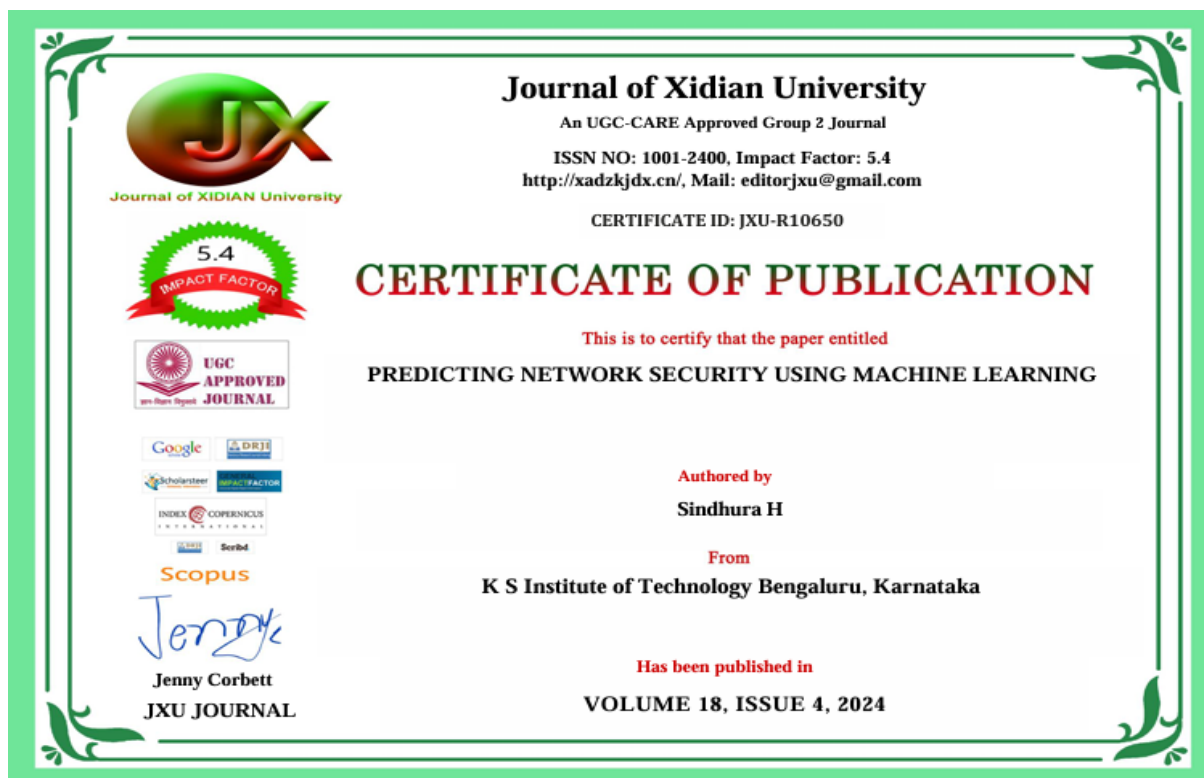 JX
Journal of XIDIAN University
Journal of Xidian University
An UGC-CARE Approved Group 2 Journal
ISSN NO: 1001-2400, Impact Factor: 5.4
http://xadzkjdx.cn/, Mail: editorjxu@gmail.com
CERTIFICATE ID: JXU-R10650
5.4
IMPACT FACTOR
CERTIFICATE OF PUBLICATION
This is to certify that the paper entitled
PREDICTING NETWORK SECURITY USING MACHINE LEARNING
UGC
APPROVED
JOURNAL
ज्ञान-विज्ञान विमुक्तये
Google
DRJI
Scholarsteer
GENERAL
IMPACTFACTOR
INDEX COPERNICUS
INTERNATIONAL
DRJI
Scribd
Scopus
Authored by
Sindhura H
From
K S Institute of Technology Bengaluru, Karnataka
Has been published in
VOLUME 18, ISSUE 4, 2024
Jenny Corbett
JXU JOURNAL